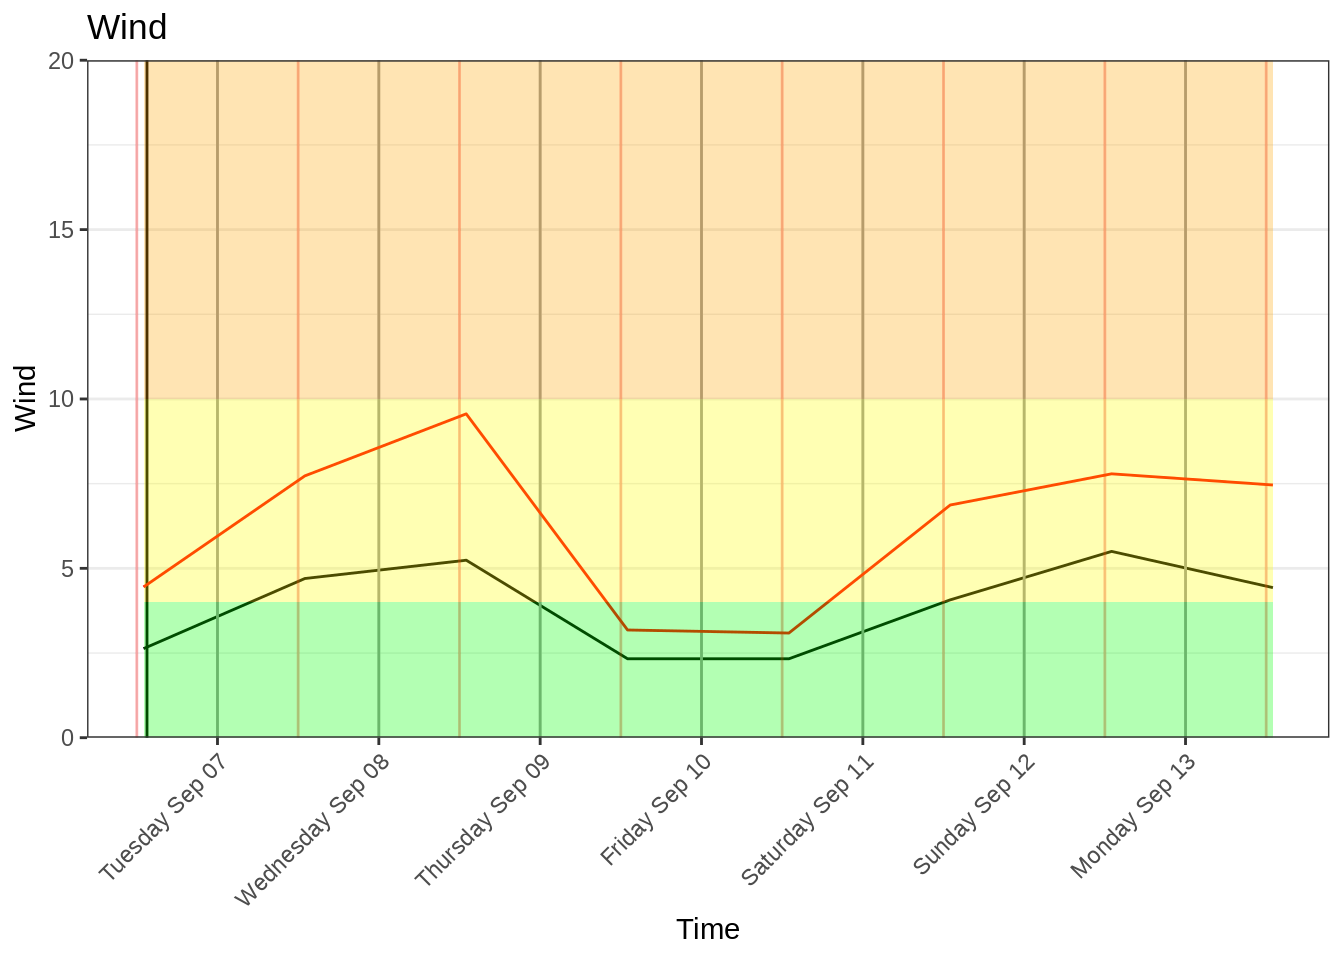 Wind
20
15
10
5
0
Wind
Tuesday Sep 07
Wednesday Sep 08
Thursday Sep 09
Friday Sep 10
Saturday Sep 11
Sunday Sep 12
Monday Sep 13
Time